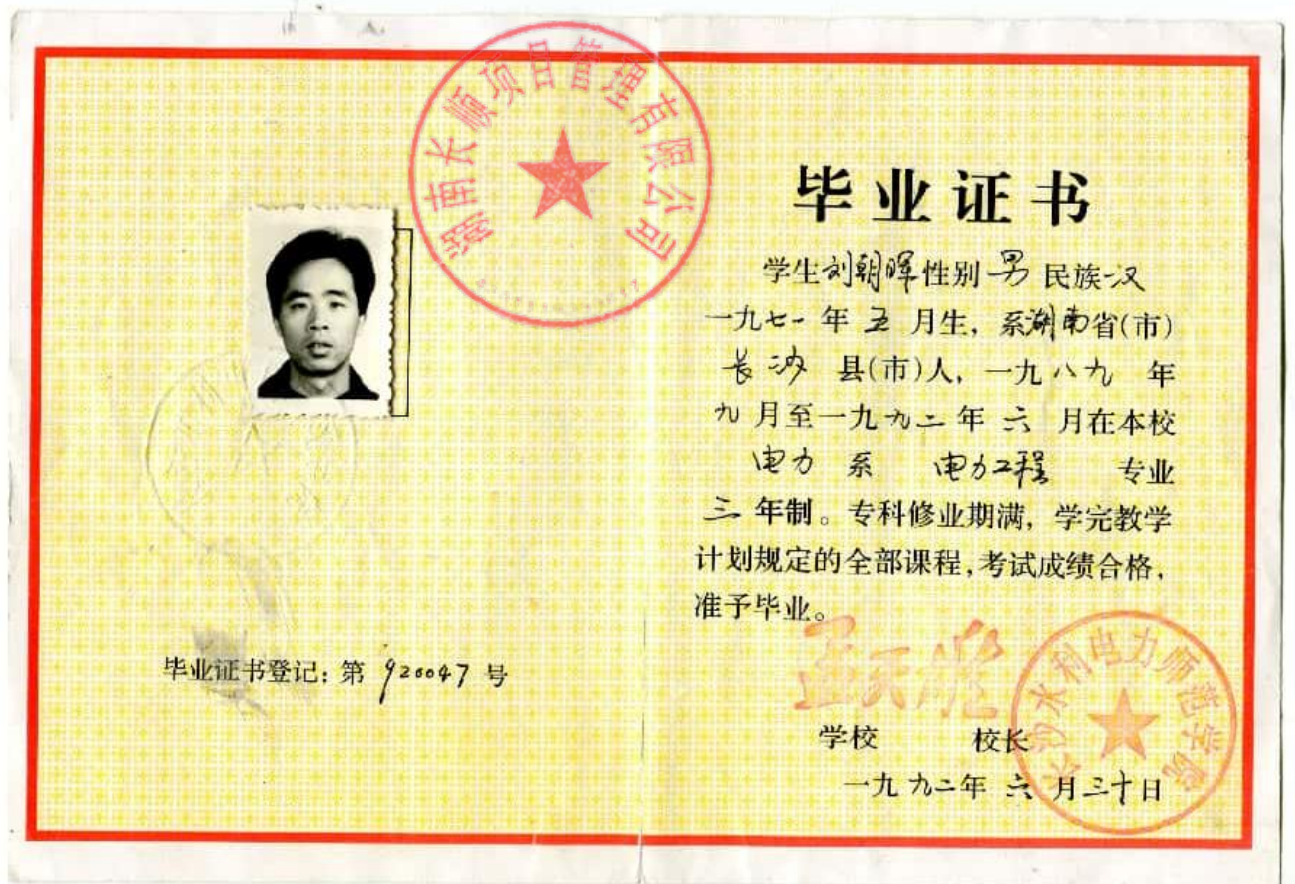 湖南长顺项目管理有限公司
毕业证书
学生刘朝晖性别男民族汉
一九七一年五月生，系湖南省(市)
长沙县(市)人，一九八九年
九月至一九九二年六月在本校
电力系电力工程专业
三年制。专科修业期满，学完教学
计划规定的全部课程，考试成绩合格，
准予毕业。
毕业证书登记：第920047号
长沙水利电力师范学院
学校 校长
一九九二年六月三十日